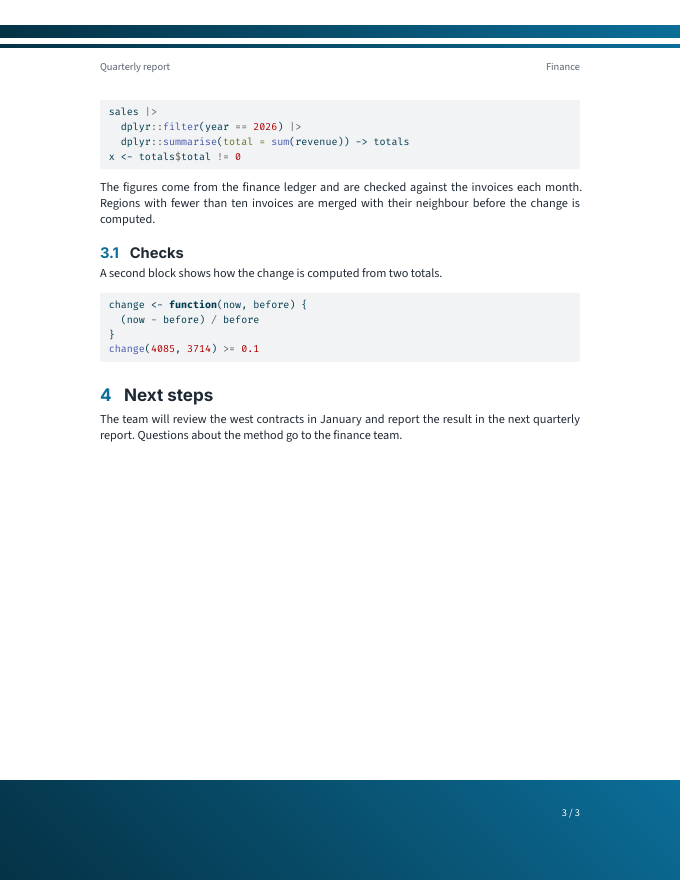 Quarterly report Finance
sales |>
  dplyr::filter(year == 2026) |>
  dplyr::summarise(total = sum(revenue)) -> totals
x <- totals$total != 0
The figures come from the finance ledger and are checked against the invoices each month.
Regions with fewer than ten invoices are merged with their neighbour before the change is
computed.
3.1 Checks
A second block shows how the change is computed from two totals.
change <- function(now, before) {
  (now - before) / before
}
change(4085, 3714) >= 0.1
4 Next steps
The team will review the west contracts in January and report the result in the next quarterly
report. Questions about the method go to the finance team.
3 / 3